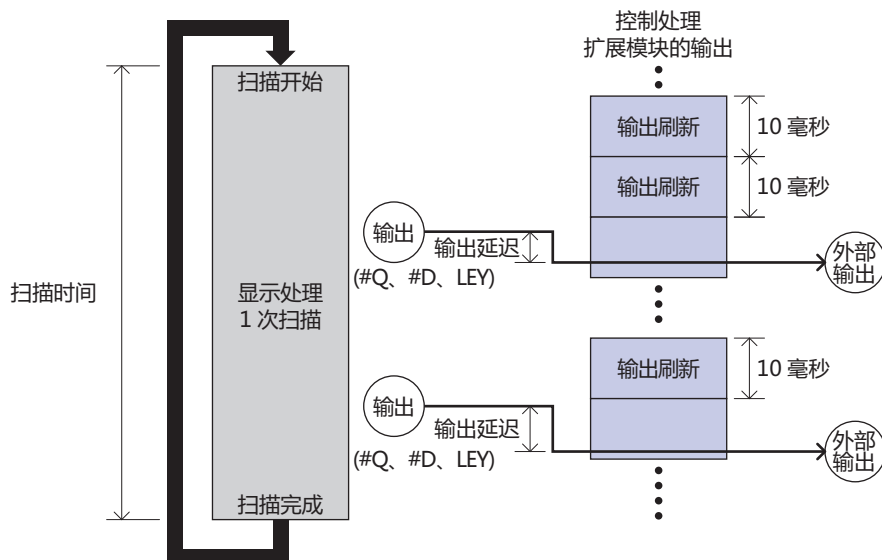 控制处理
扩展模块的输出
扫描开始
输出刷新
10 毫秒
输出刷新
10 毫秒
输出
输出延迟
(#Q、#D、LEY)
外部
输出
扫描时间
显示处理
1 次扫描
输出刷新
10 毫秒
输出
输出延迟
(#Q、#D、LEY)
外部
输出
扫描完成